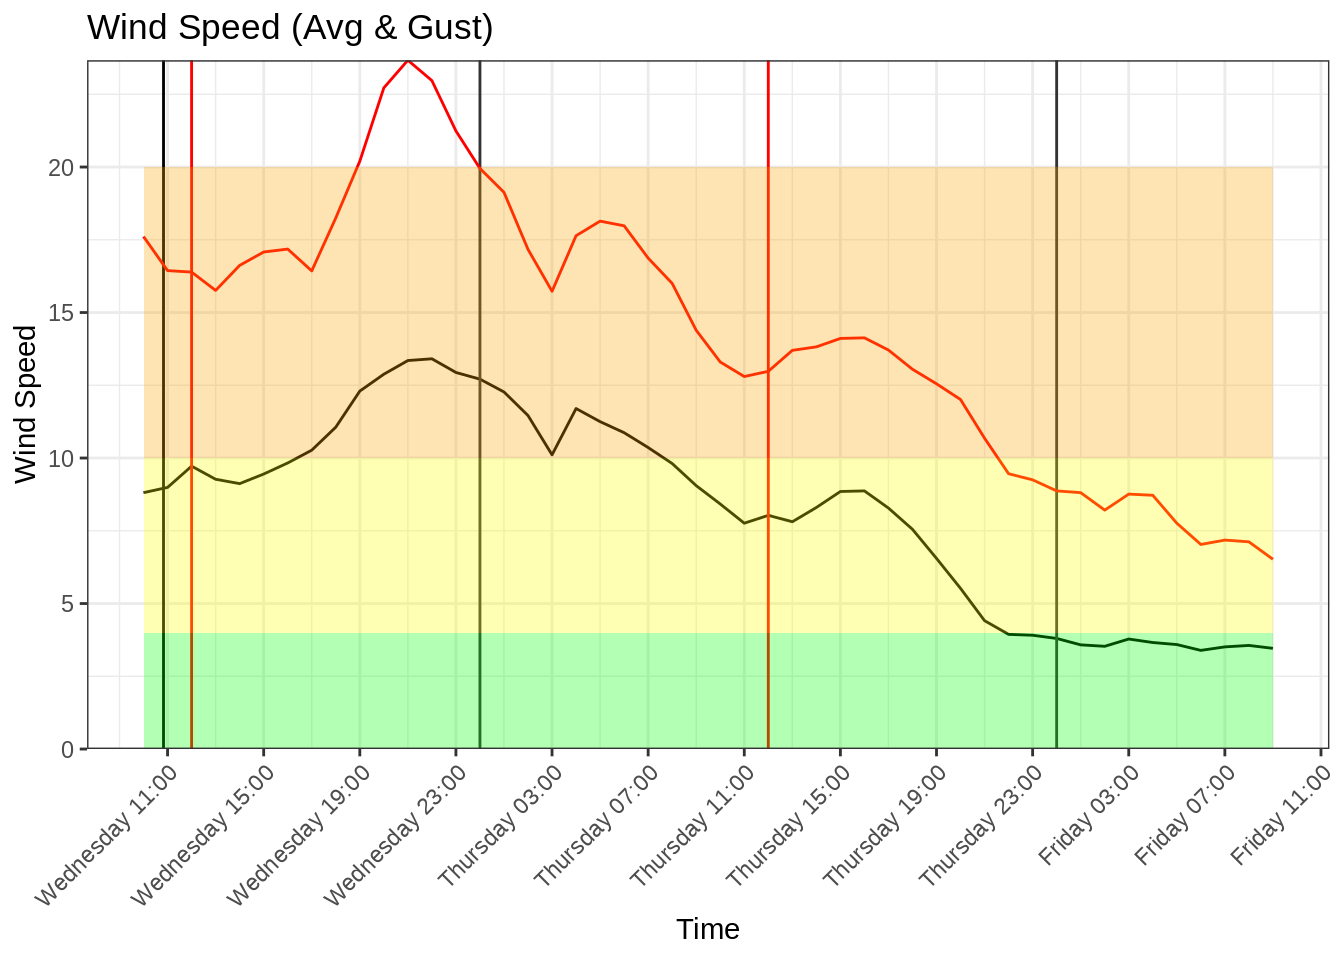 Wind Speed (Avg & Gust)
Wind Speed
20
15
10
5
0
Wednesday 11:00
Wednesday 15:00
Wednesday 19:00
Wednesday 23:00
Thursday 03:00
Thursday 07:00
Thursday 11:00
Thursday 15:00
Thursday 19:00
Thursday 23:00
Friday 03:00
Friday 07:00
Friday 11:00
Time